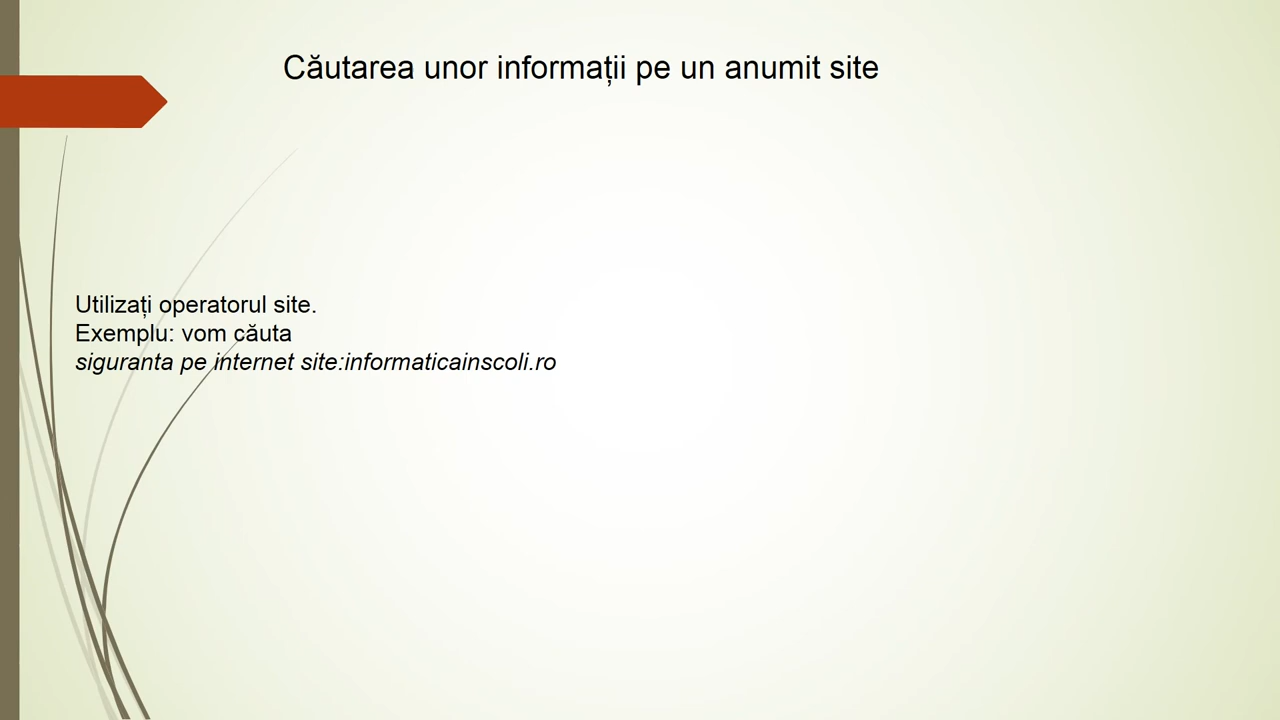 Căutarea unor informații pe un anumit site
Utilizați operatorul site.
Exemplu: vom căuta
siguranta pe internet site:informaticainscoli.ro